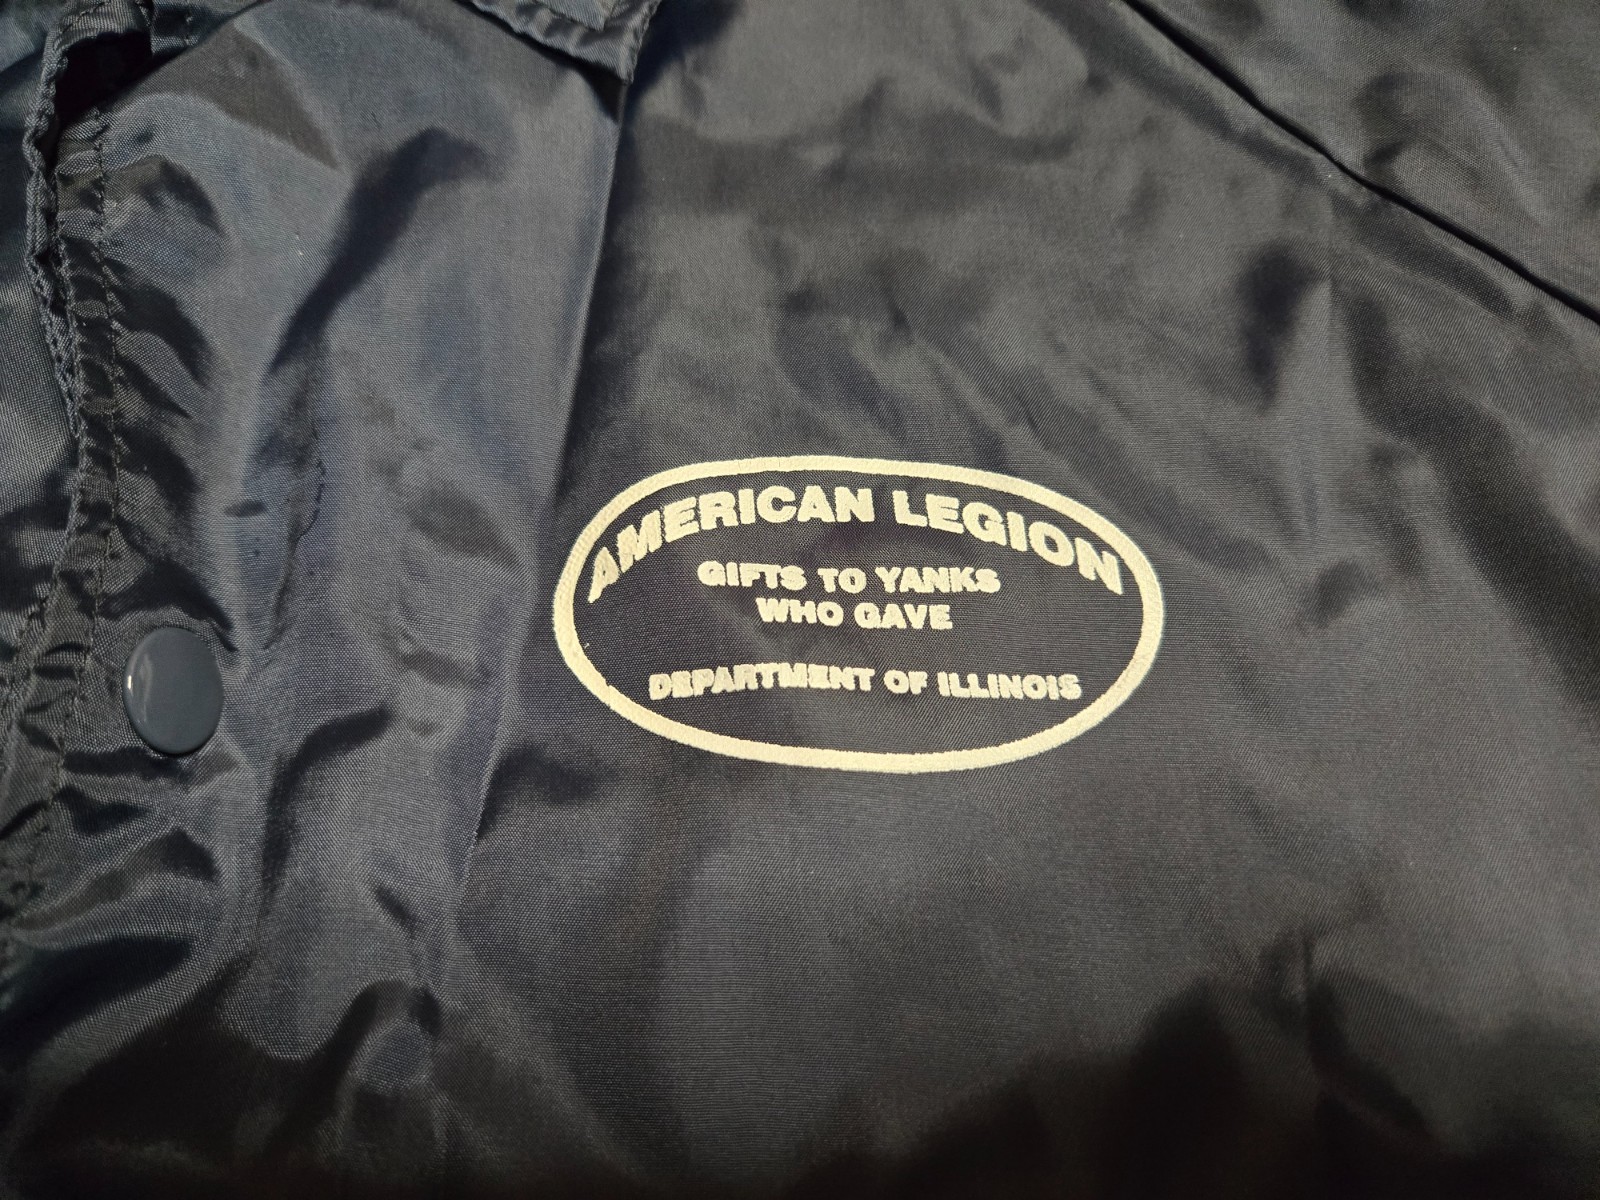 AMERICAN LEGION
GIFTS TO YANKS
WHO GAVE
DEPARTMENT OF ILLINOIS